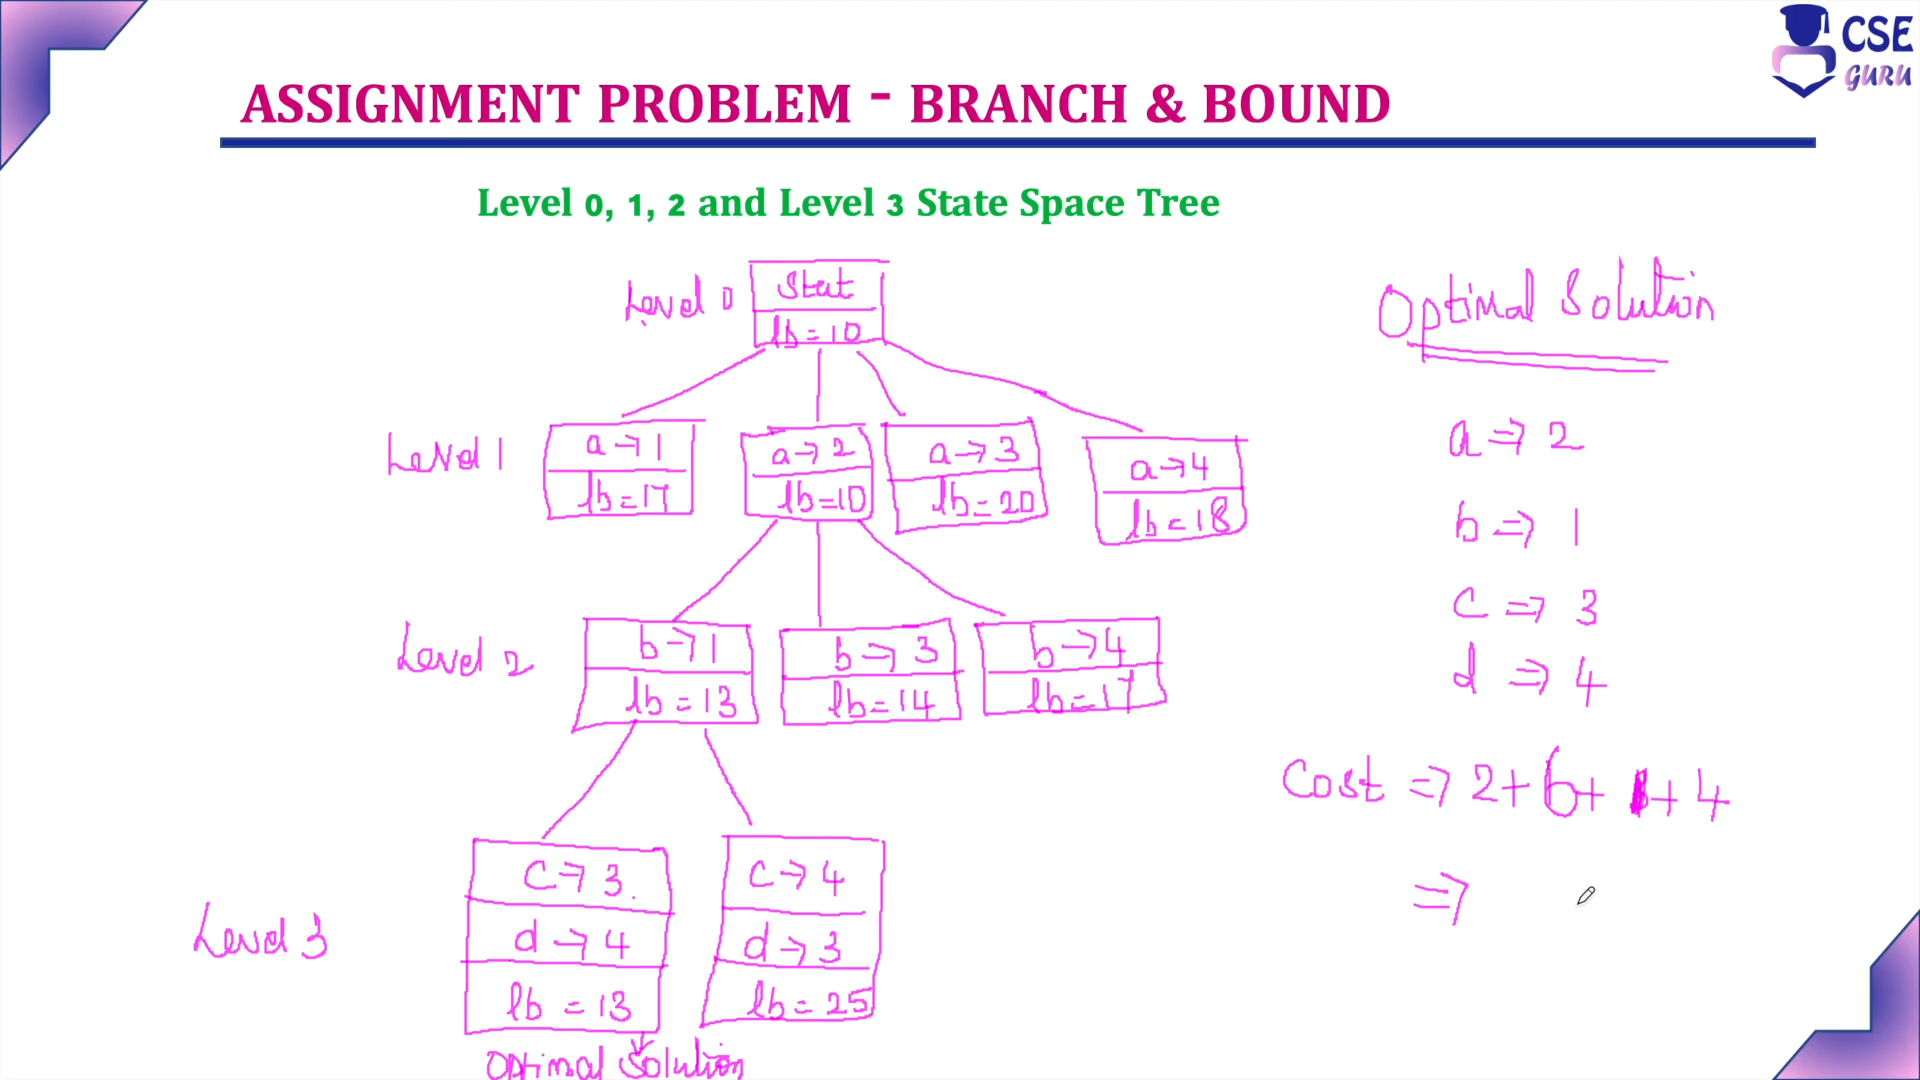 CSE
GURU
ASSIGNMENT PROBLEM - BRANCH & BOUND
Level 0, 1, 2 and Level 3 State Space Tree
Level 0
Stat
lb = 10
Optimal Solution
Level 1
a → 1
lb = 17
a → 2
lb = 10
a → 3
lb = 20
a → 4
lb = 18
a ⇒ 2
b ⇒ 1
c ⇒ 3
d ⇒ 4
Level 2
b → 1
lb = 13
b → 3
lb = 14
b → 4
lb = 17
Cost ⇒ 2 + 6 + 1 + 4
⇒
Level 3
c → 3
d → 4
lb = 13
c → 4
d → 3
lb = 25
Optimal Solution